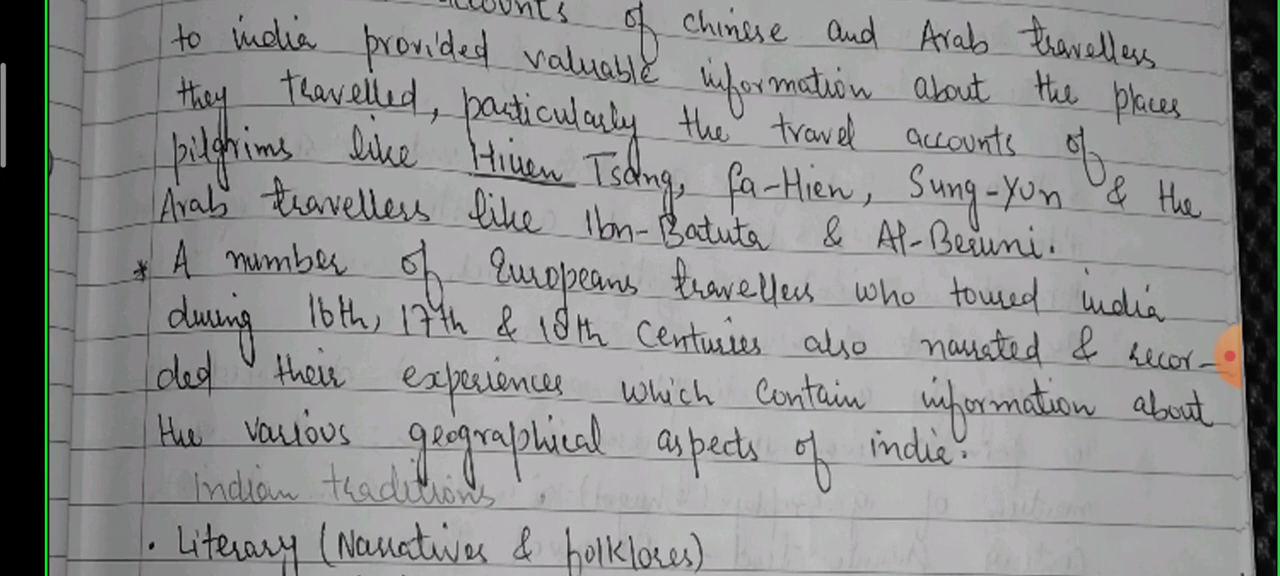 accounts of chinese and Arab travellers
to india provided valuable information about the places
they travelled, particularly the travel accounts of
pilgrims like Hiuen Tsang, fa-Hien, Sung-Yun & the
Arab travellers like Ibn-Batuta & Al-Beruni.
* A number of Europeans travellers who toured india
during 16th, 17th & 18th Centuries also narrated & recor-
ded their experiences which contain information about
the various geographical aspects of india.
Indian traditions.
• Literary (Narratives & folklores)